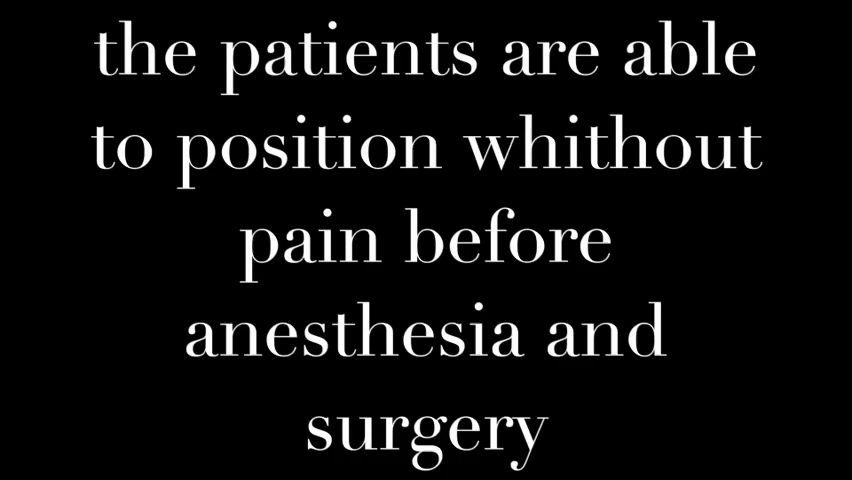 the patients are able
to position whithout
pain before
anesthesia and
surgery